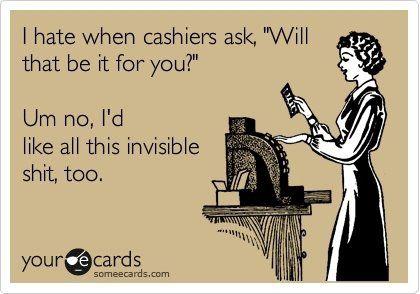 I hate when cashiers ask, "Will
that be it for you?"
Um no, I'd
like all this invisible
shit, too.
your e cards
someecards.com